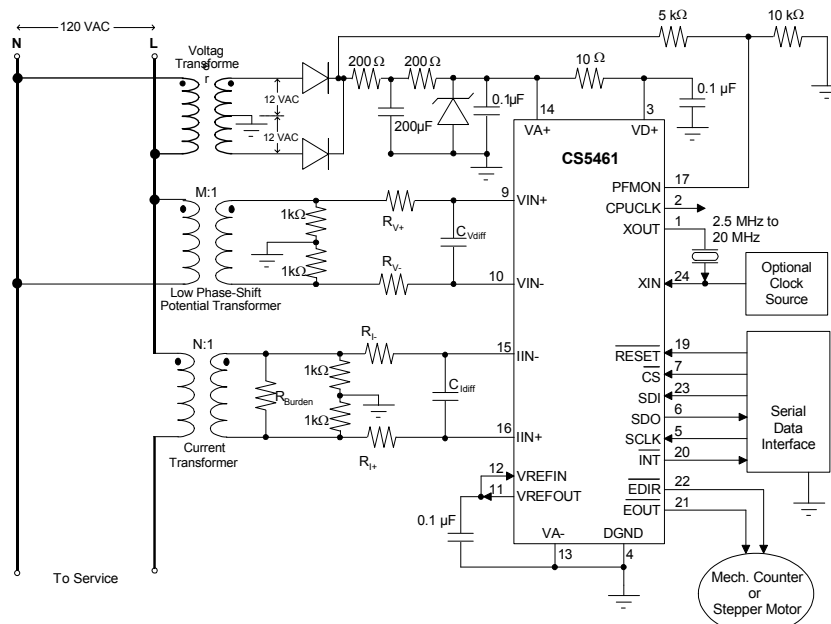 120 VAC
N
L
5 kΩ
10 kΩ
Voltag
e
Transforme
r
200Ω
200Ω
10 Ω
12 VAC
12 VAC
200µF
0.1µF
0.1 µF
14
3
VA+
VD+
CS5461
PFMON
17
CPUCLK
2
XOUT
1
2.5 MHz to
20 MHz
XIN
24
Optional
Clock
Source
M:1
1kΩ
1kΩ
RV+
RV-
CVdiff
9
VIN+
10
VIN-
Low Phase-Shift
Potential Transformer
N:1
RBurden
1kΩ
1kΩ
RI-
RI+
CIdiff
15
IIN-
16
IIN+
Current
Transformer
RESET
19
CS
7
SDI
23
SDO
6
SCLK
5
INT
20
Serial
Data
Interface
12
VREFIN
11
VREFOUT
0.1 µF
EDIR
22
EOUT
21
VA-
DGND
13
4
Mech. Counter
or
Stepper Motor
To Service